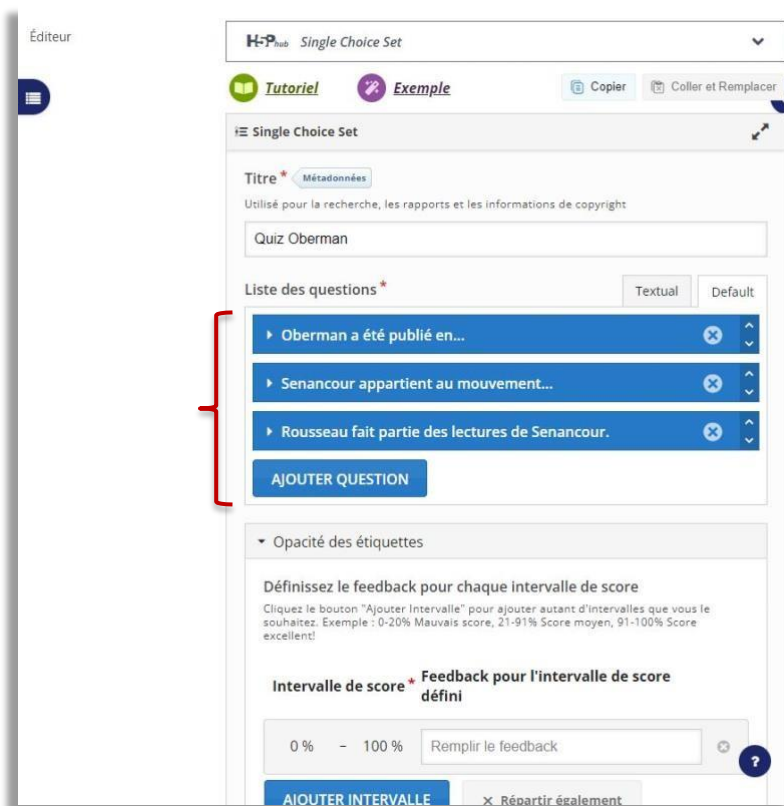 Éditeur
H5Phub Single Choice Set
Tutoriel Exemple Copier Coller et Remplacer
Single Choice Set
Titre * Métadonnées
Utilisé pour la recherche, les rapports et les informations de copyright
Quiz Oberman
Liste des questions * Textual Default
Oberman a été publié en...
Senancour appartient au mouvement...
Rousseau fait partie des lectures de Senancour.
AJOUTER QUESTION
Opacité des étiquettes
Définissez le feedback pour chaque intervalle de score
Cliquez le bouton "Ajouter Intervalle" pour ajouter autant d'intervalles que vous le
souhaitez. Exemple : 0-20% Mauvais score, 21-91% Score moyen, 91-100% Score
excellent!
Intervalle de score * Feedback pour l'intervalle de score
défini
0 % – 100 % Remplir le feedback
?
AJOUTER INTERVALLE × Répartir également